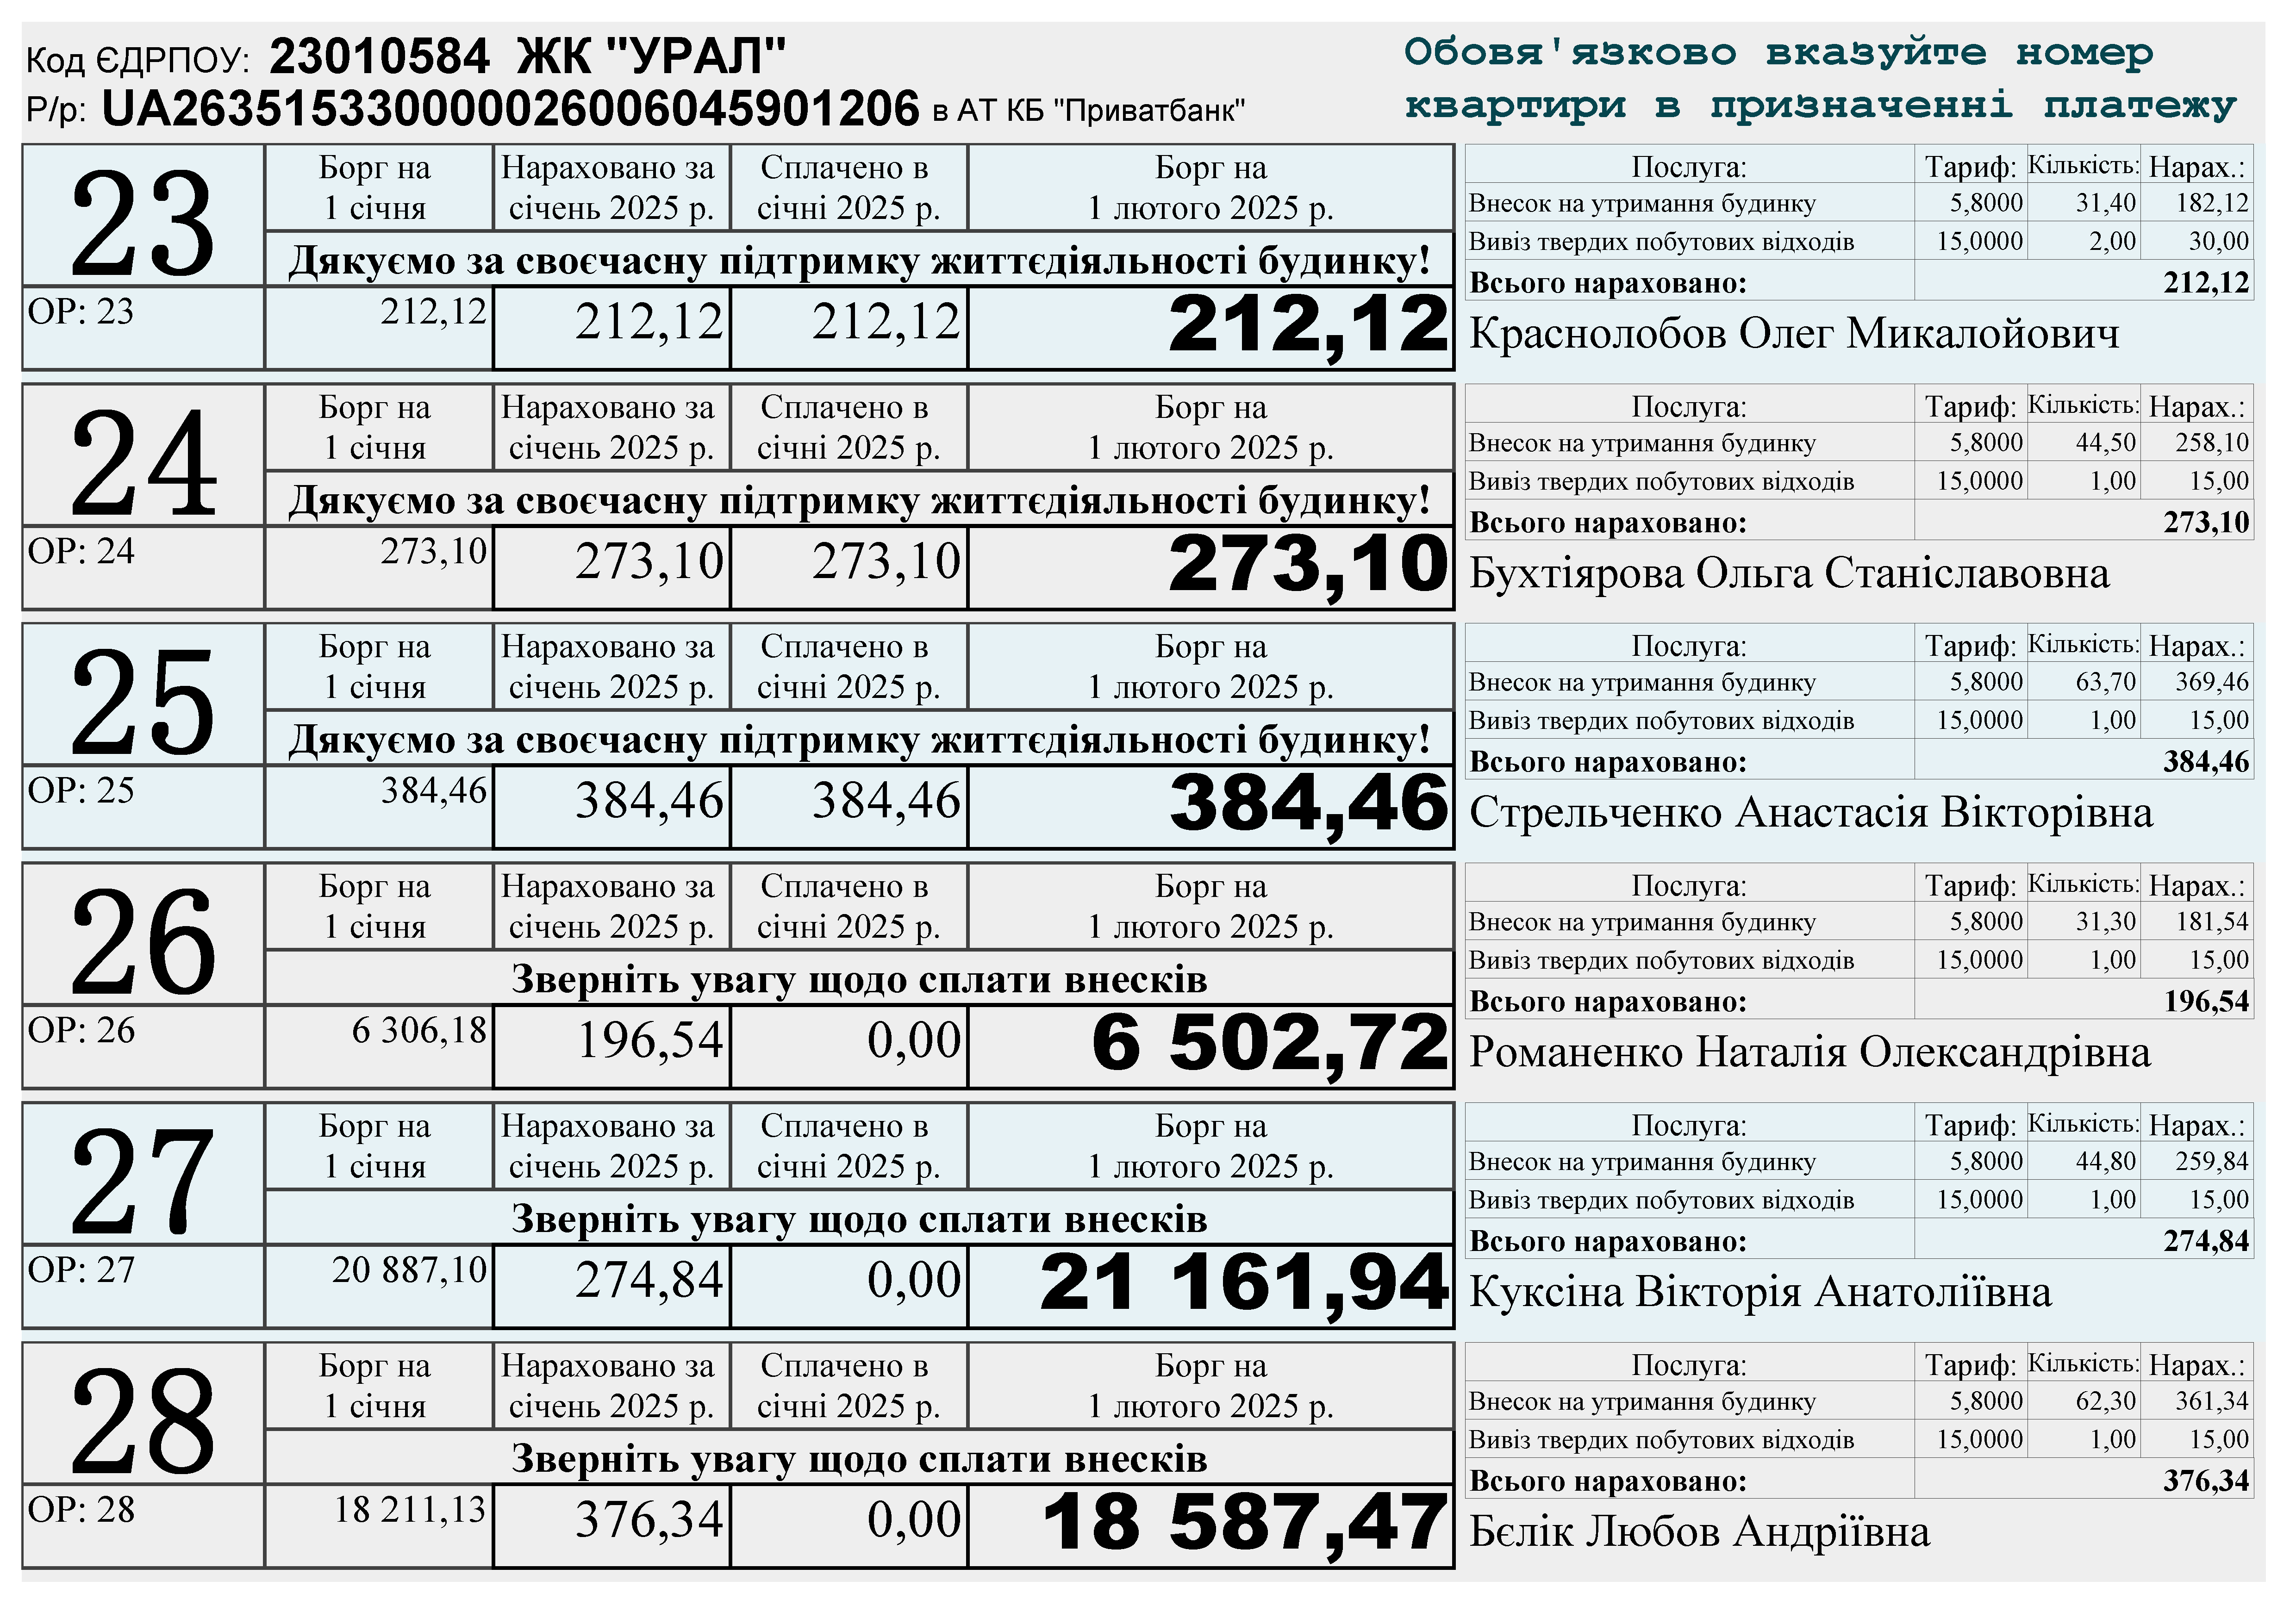 Код ЄДРПОУ: 23010584 ЖК "УРАЛ"
Р/р: UA263515330000026006045901206 в АТ КБ "Приватбанк"
Обовя'язково вказуйте номер
квартири в призначенні платежу
23
Борг на 1 січня
Нараховано за січень 2025 р.
Сплачено в січні 2025 р.
Борг на 1 лютого 2025 р.
Дякуємо за своєчасну підтримку життєдіяльності будинку!
ОР: 23 212,12 212,12 212,12 212,12
Послуга: Тариф: Кількість: Нарах.:
Внесок на утримання будинку 5,8000 31,40 182,12
Вивіз твердих побутових відходів 15,0000 2,00 30,00
Всього нараховано: 212,12
Краснолобов Олег Микалойович
24
Борг на 1 січня
Нараховано за січень 2025 р.
Сплачено в січні 2025 р.
Борг на 1 лютого 2025 р.
Дякуємо за своєчасну підтримку життєдіяльності будинку!
ОР: 24 273,10 273,10 273,10 273,10
Послуга: Тариф: Кількість: Нарах.:
Внесок на утримання будинку 5,8000 44,50 258,10
Вивіз твердих побутових відходів 15,0000 1,00 15,00
Всього нараховано: 273,10
Бухтіярова Ольга Станіславовна
25
Борг на 1 січня
Нараховано за січень 2025 р.
Сплачено в січні 2025 р.
Борг на 1 лютого 2025 р.
Дякуємо за своєчасну підтримку життєдіяльності будинку!
ОР: 25 384,46 384,46 384,46 384,46
Послуга: Тариф: Кількість: Нарах.:
Внесок на утримання будинку 5,8000 63,70 369,46
Вивіз твердих побутових відходів 15,0000 1,00 15,00
Всього нараховано: 384,46
Стрельченко Анастасія Вікторівна
26
Борг на 1 січня
Нараховано за січень 2025 р.
Сплачено в січні 2025 р.
Борг на 1 лютого 2025 р.
Зверніть увагу щодо сплати внесків
ОР: 26 6 306,18 196,54 0,00 6 502,72
Послуга: Тариф: Кількість: Нарах.:
Внесок на утримання будинку 5,8000 31,30 181,54
Вивіз твердих побутових відходів 15,0000 1,00 15,00
Всього нараховано: 196,54
Романенко Наталія Олександрівна
27
Борг на 1 січня
Нараховано за січень 2025 р.
Сплачено в січні 2025 р.
Борг на 1 лютого 2025 р.
Зверніть увагу щодо сплати внесків
ОР: 27 20 887,10 274,84 0,00 21 161,94
Послуга: Тариф: Кількість: Нарах.:
Внесок на утримання будинку 5,8000 44,80 259,84
Вивіз твердих побутових відходів 15,0000 1,00 15,00
Всього нараховано: 274,84
Куксіна Вікторія Анатоліївна
28
Борг на 1 січня
Нараховано за січень 2025 р.
Сплачено в січні 2025 р.
Борг на 1 лютого 2025 р.
Зверніть увагу щодо сплати внесків
ОР: 28 18 211,13 376,34 0,00 18 587,47
Послуга: Тариф: Кількість: Нарах.:
Внесок на утримання будинку 5,8000 62,30 361,34
Вивіз твердих побутових відходів 15,0000 1,00 15,00
Всього нараховано: 376,34
Бєлік Любов Андріївна